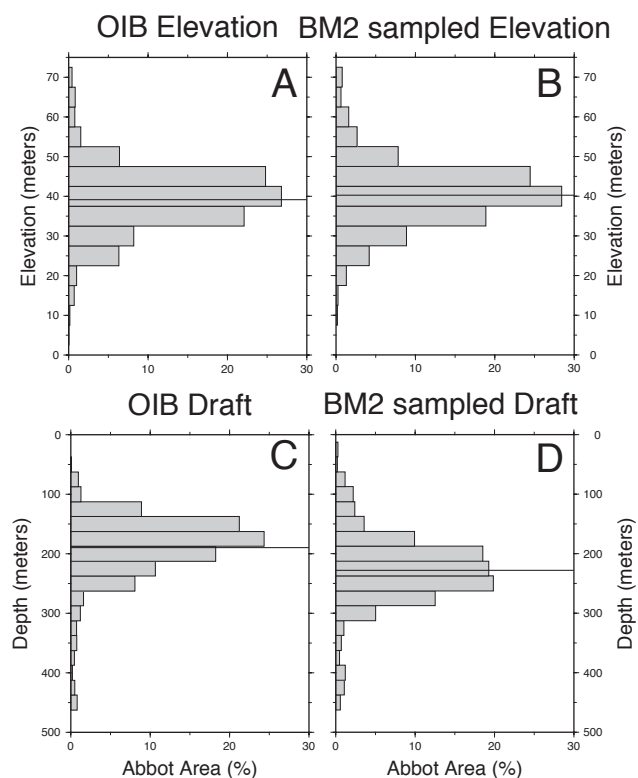 OIB Elevation
BM2 sampled Elevation
A
B
Elevation (meters)
70
60
50
40
30
20
10
0
0 10 20 30
70
60
50
40
30
20
10
0
Elevation (meters)
0 10 20 30
OIB Draft
BM2 sampled Draft
C
D
Depth (meters)
0
100
200
300
400
500
0 10 20 30
Abbot Area (%)
0
100
200
300
400
500
Depth (meters)
0 10 20 30
Abbot Area (%)